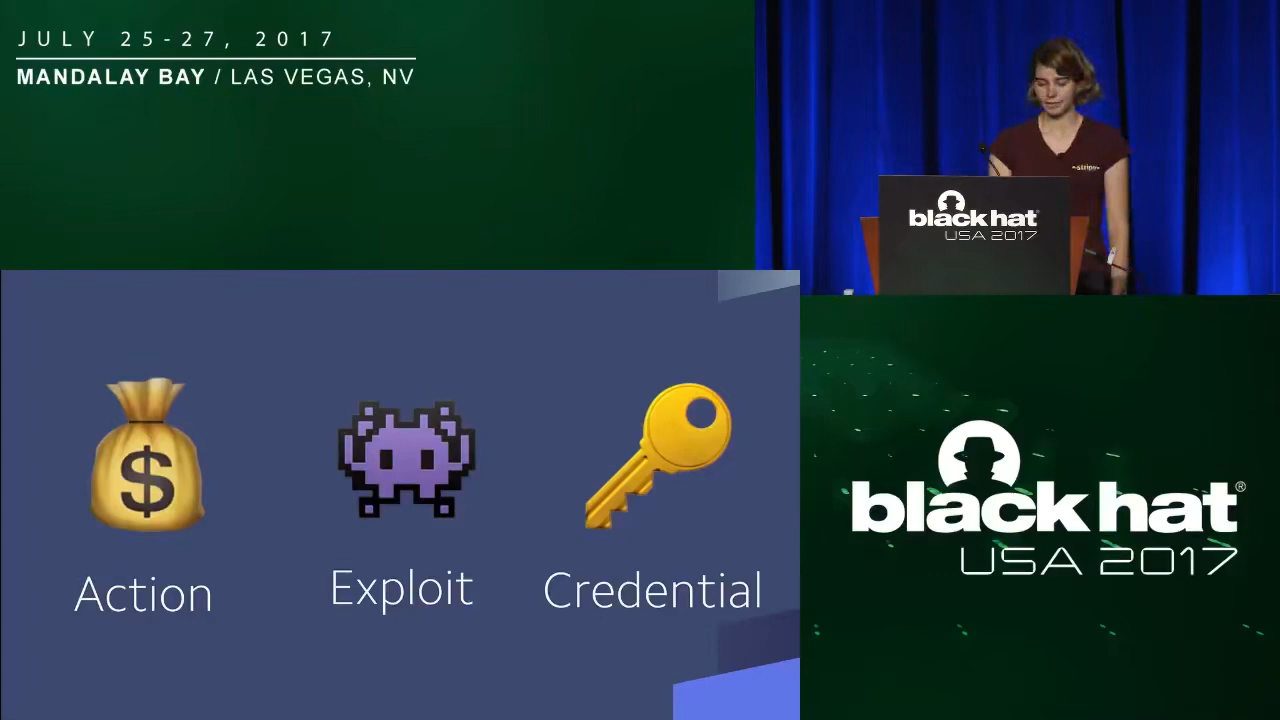 JULY 25-27, 2017
MANDALAY BAY / LAS VEGAS, NV
stripe
black hat
USA 2017
$
Action
Exploit
Credential
black hat®
USA 2017